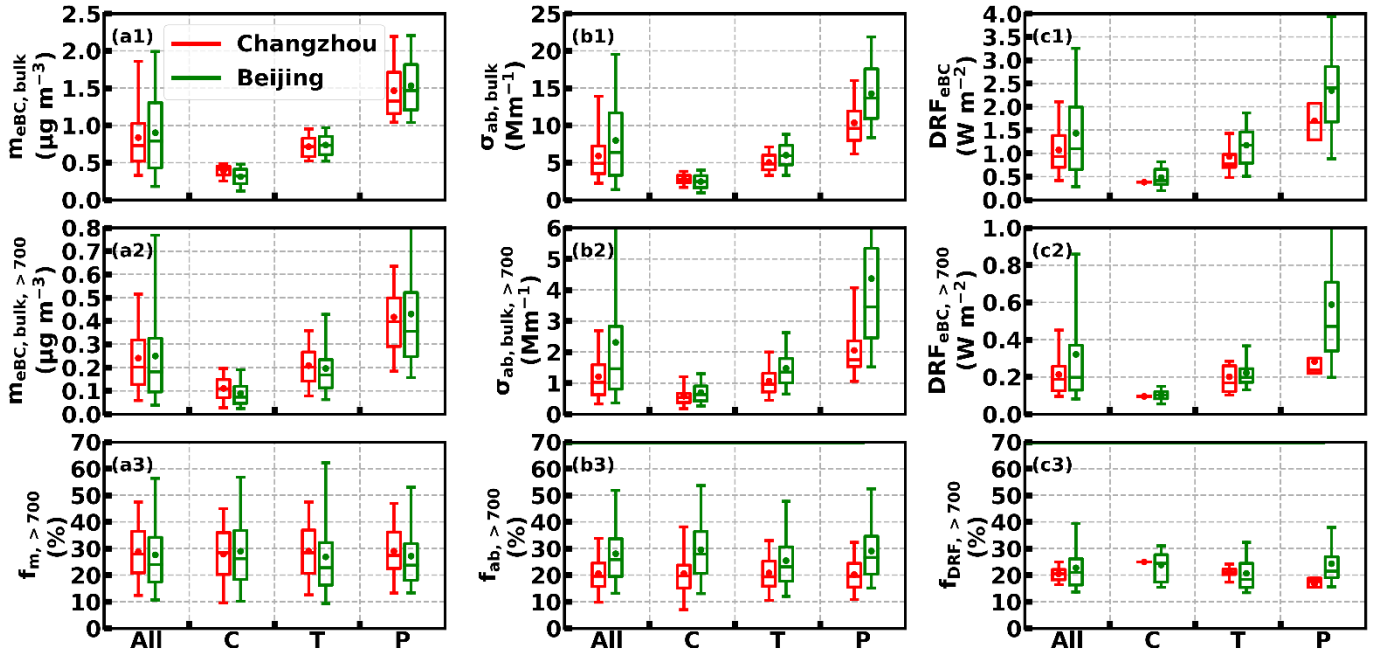 (a1)
Changzhou
Beijing
m_eBC, bulk
(µg m⁻³)
2.5
2.0
1.5
1.0
0.5
0.0
(b1)
σ_ab, bulk
(Mm⁻¹)
25
20
15
10
5
0
(c1)
DRF_eBC
(W m⁻²)
4.0
3.5
3.0
2.5
2.0
1.5
1.0
0.5
0.0
(a2)
m_eBC, bulk, > 700
(µg m⁻³)
0.8
0.7
0.6
0.5
0.4
0.3
0.2
0.1
0.0
(b2)
σ_ab, bulk, > 700
(Mm⁻¹)
6
5
4
3
2
1
0
(c2)
DRF_eBC, > 700
(W m⁻²)
1.0
0.8
0.6
0.4
0.2
0.0
(a3)
f_m, > 700
(%)
70
60
50
40
30
20
10
0
All C T P
(b3)
f_ab, > 700
(%)
70
60
50
40
30
20
10
0
All C T P
(c3)
f_DRF, > 700
(%)
70
60
50
40
30
20
10
0
All C T P